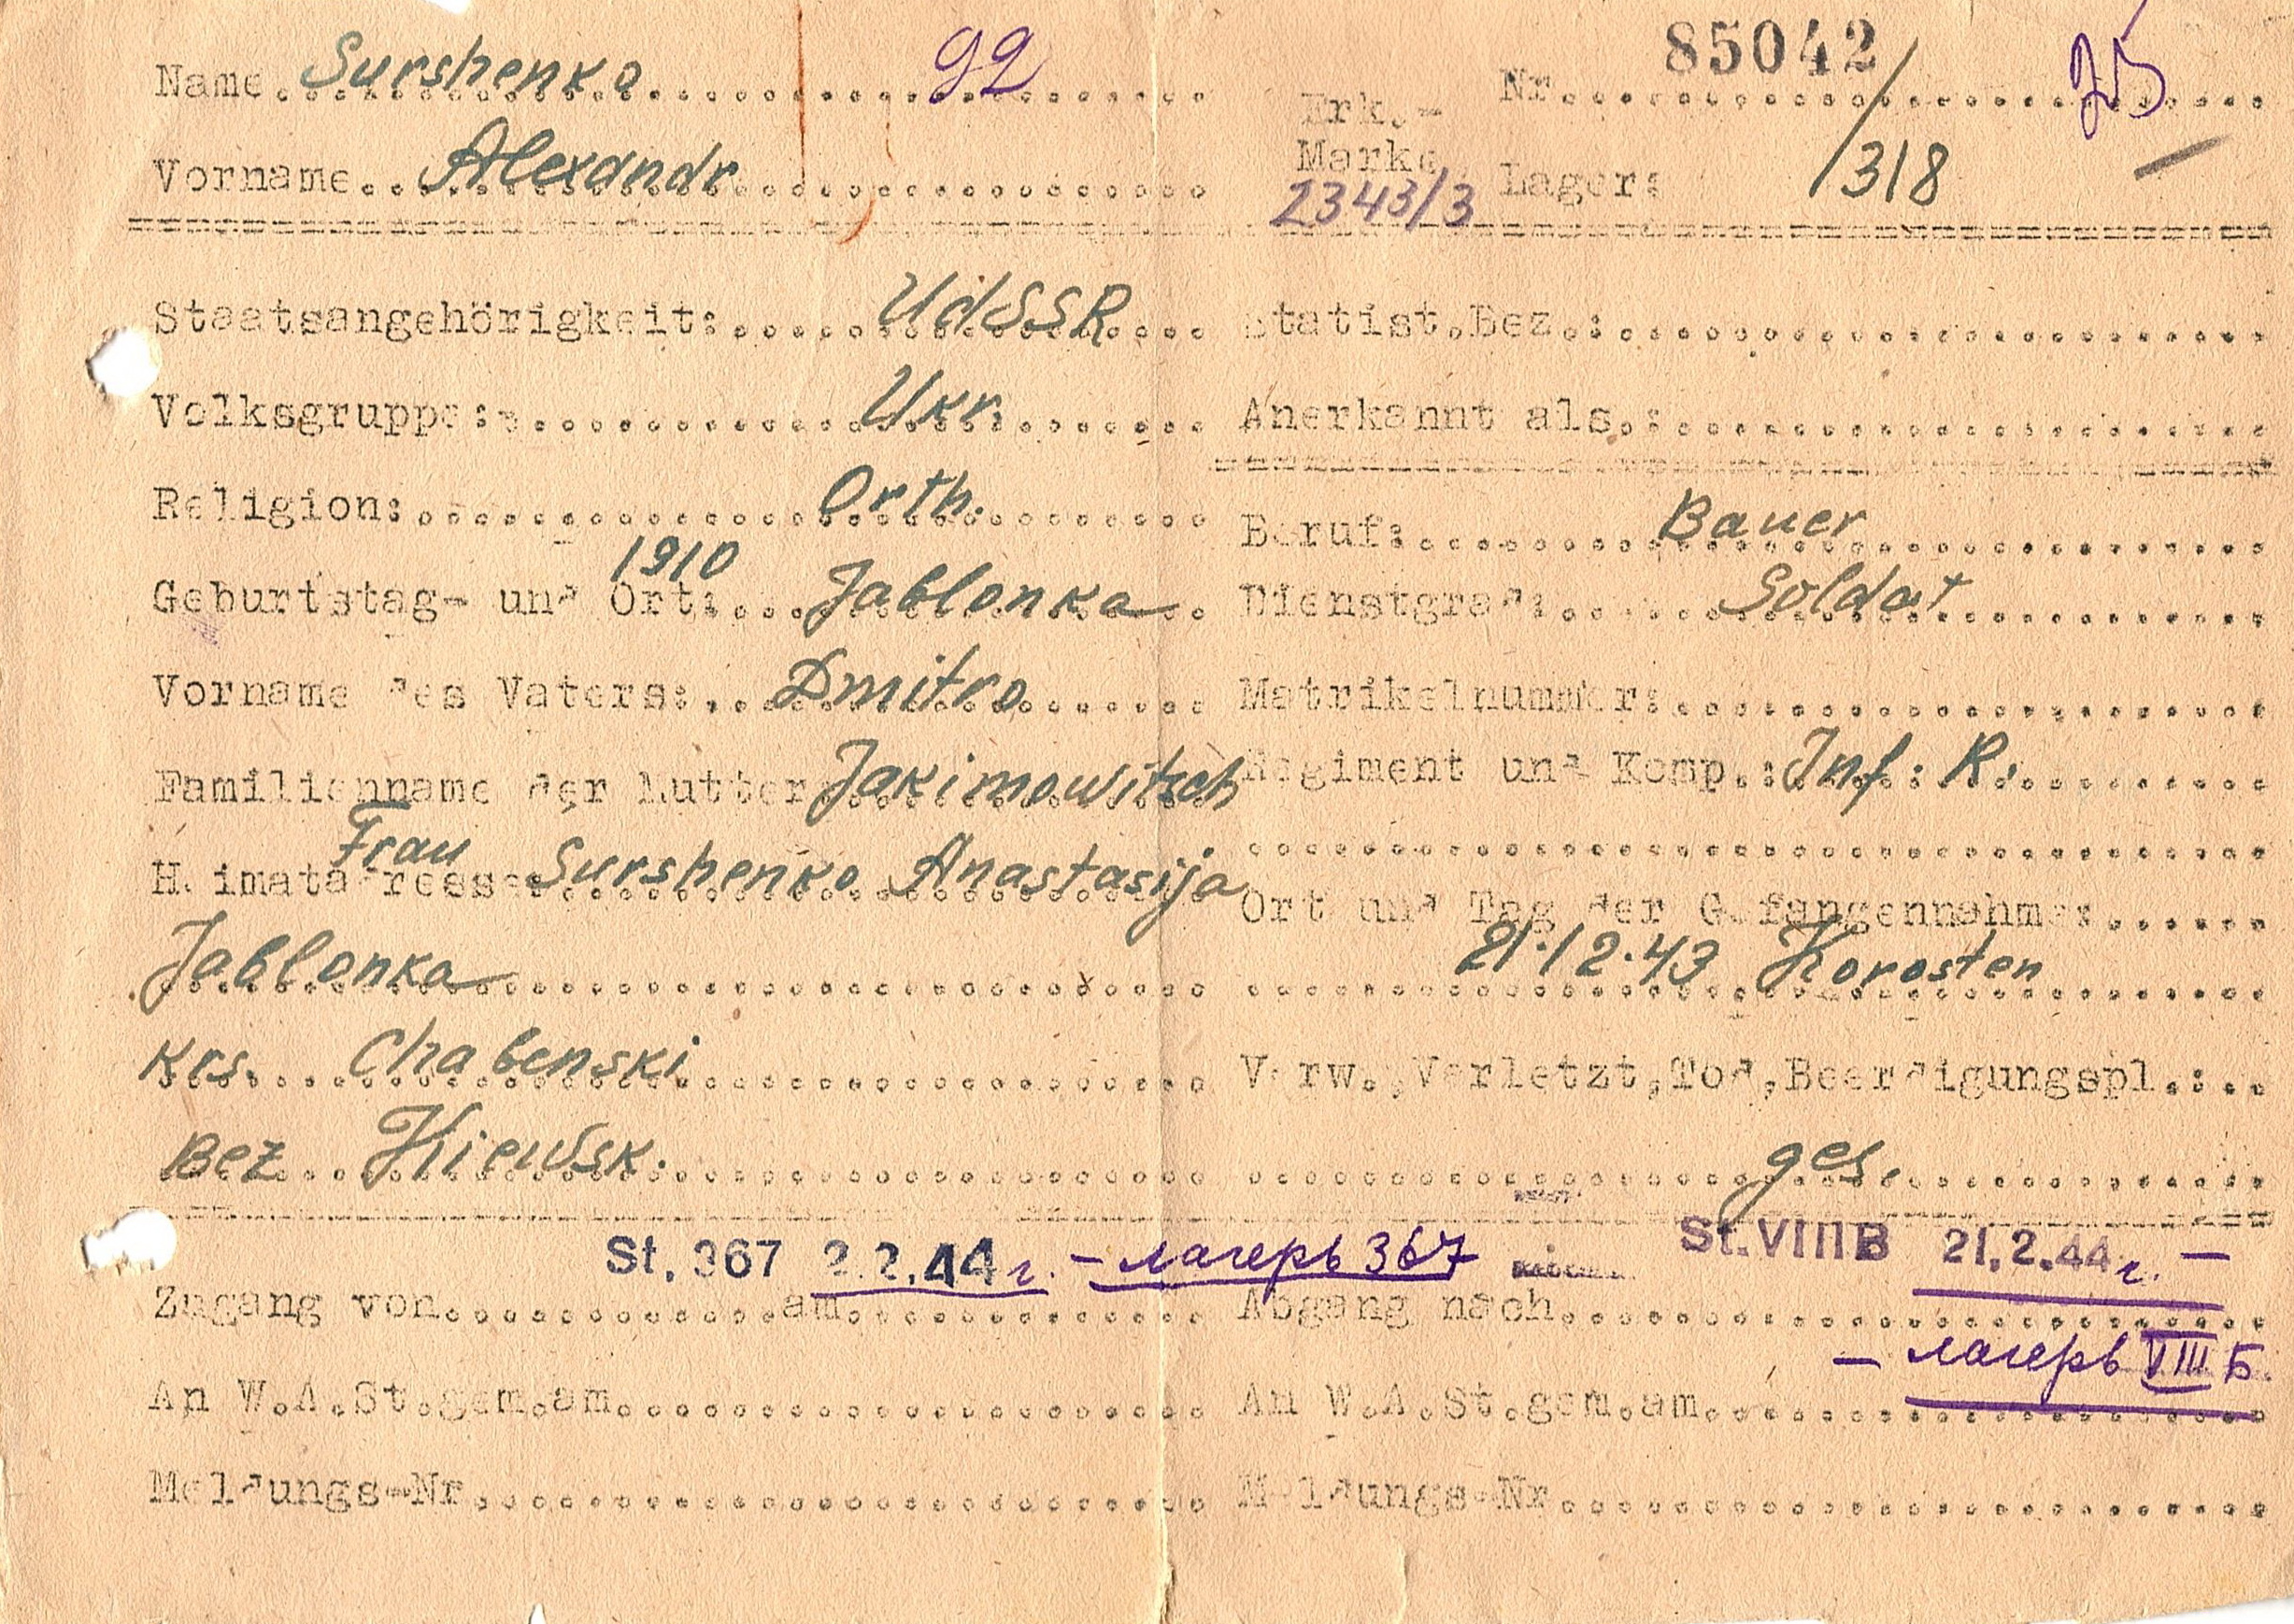 Name Surshenko 92
Vorname Alexandr
Erk.- Marke 2343/3
Nr. 85042
Lager: /318
Staatsangehörigkeit: UdSSR
Volksgruppe: Ukr.
Religion: Orth.
Geburtstag- und Ort: 1910 Jablonka
Vorname des Vaters: Dmitro
Familienname der Mutter Jakimowitsch
Heimatadresse: Frau Surshenko Anastasija
Jablonka
Krs. Chabenski
Bez. Kiewsk.
Statist.Bez.:
Anerkannt als.:
Beruf: Bauer
Dienstgrad: Soldat
Matrikelnummer:
Regiment und Komp.: Inf. R.
Ort und Tag der Gefangennahme:
21.12.43 Korosten
Verw.,Verletzt,Tod,Beerdigungspl.:
ges.
St. 367 2.2.44 г. - лагерь 367
Zugang von am
An W.A.St.gem.am
Meldungs-Nr
St. VIII B 21.2.44 г. -
Abgang nach
- лагерь VIII Б
An W.A.St.gem.am
Meldungs-Nr